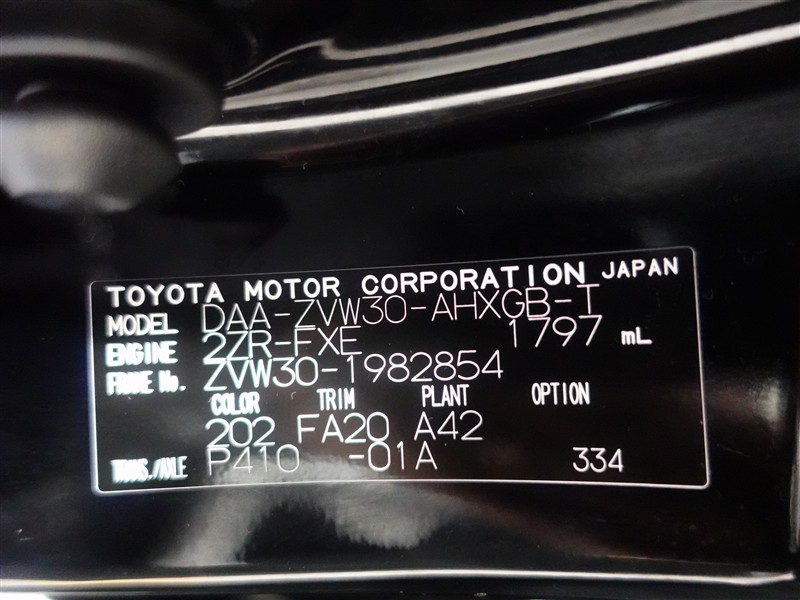 TOYOTA MOTOR CORPORATION JAPAN
MODEL DAA-ZVW30-AHXGB-T
ENGINE 2ZR-FXE 1797 mL
FRAME No. ZVW30-1982854
COLOR TRIM PLANT OPTION
202 FA20 A42
TRANS./AXLE P410 -01A 334